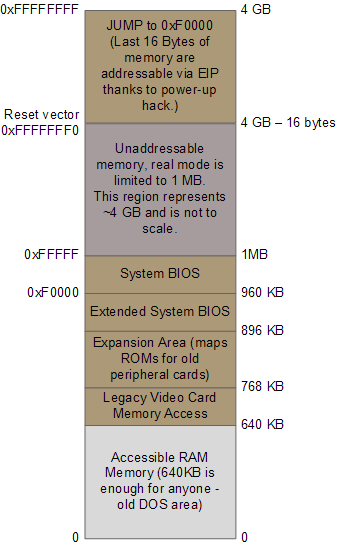 0xFFFFFFFF
4 GB
JUMP to 0xF0000
(Last 16 Bytes of
memory are
addressable via EIP
thanks to power-up
hack.)
Reset vector
0xFFFFFFF0
4 GB – 16 bytes
Unaddressable
memory, real mode is
limited to 1 MB.
This region represents
~4 GB and is not to
scale.
0xFFFFF
1MB
System BIOS
0xF0000
960 KB
Extended System BIOS
896 KB
Expansion Area (maps
ROMs for old
peripheral cards)
768 KB
Legacy Video Card
Memory Access
640 KB
Accessible RAM
Memory (640KB is
enough for anyone -
old DOS area)
0
0